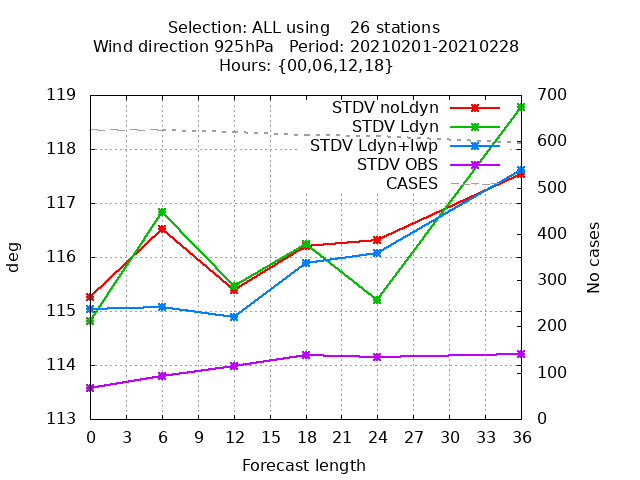 Selection: ALL using    26 stations
Wind direction 925hPa   Period: 20210201-20210228
Hours: {00,06,12,18}
STDV noLdyn
STDV Ldyn
STDV Ldyn+lwp
STDV OBS
CASES
119
118
117
116
115
114
113
deg
700
600
500
400
300
200
100
0
No cases
0 3 6 9 12 15 18 21 24 27 30 33 36
Forecast length